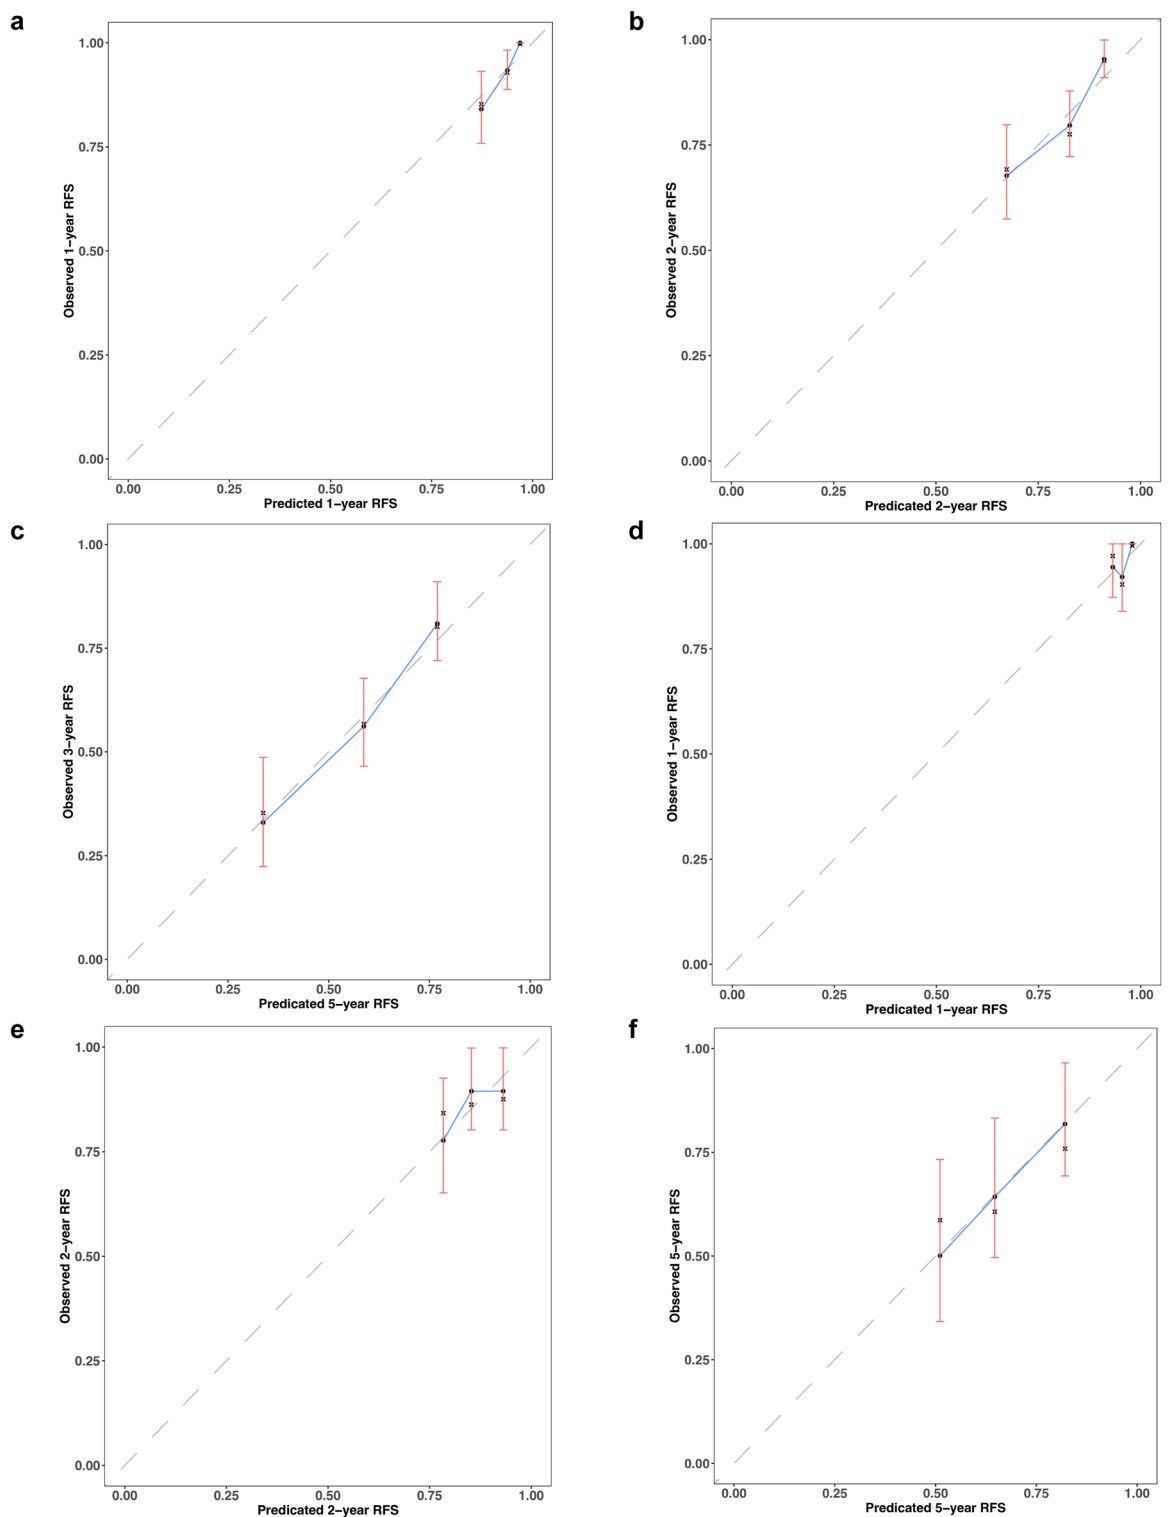 a
1.00
0.75
0.50
0.25
0.00
Observed 1−year RFS
0.00 0.25 0.50 0.75 1.00
Predicted 1−year RFS
b
1.00
0.75
0.50
0.25
0.00
Observed 2−year RFS
0.00 0.25 0.50 0.75 1.00
Predicated 2−year RFS
c
1.00
0.75
0.50
0.25
0.00
Observed 3−year RFS
0.00 0.25 0.50 0.75 1.00
Predicated 5−year RFS
d
1.00
0.75
0.50
0.25
0.00
Observed 1−year RFS
0.00 0.25 0.50 0.75 1.00
Predicated 1−year RFS
e
1.00
0.75
0.50
0.25
0.00
Observed 2−year RFS
0.00 0.25 0.50 0.75 1.00
Predicated 2−year RFS
f
1.00
0.75
0.50
0.25
0.00
Observed 5−year RFS
0.00 0.25 0.50 0.75 1.00
Predicated 5−year RFS